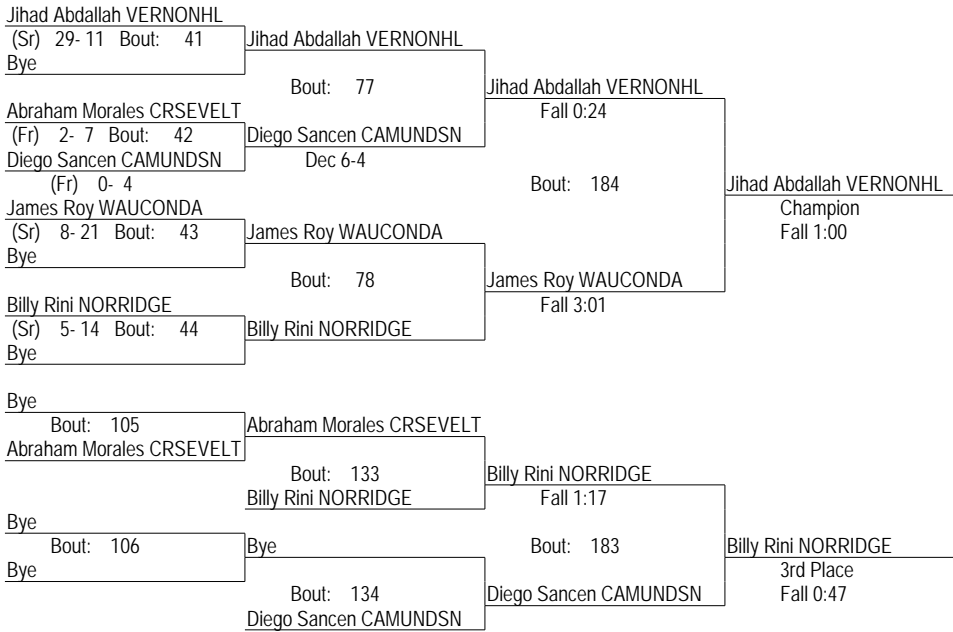 Jihad Abdallah VERNONHL
(Sr) 29- 11 Bout: 41 Jihad Abdallah VERNONHL
Bye
Bout: 77 Jihad Abdallah VERNONHL
Abraham Morales CRSEVELT Fall 0:24
(Fr) 2- 7 Bout: 42 Diego Sancen CAMUNDSN
Diego Sancen CAMUNDSN Dec 6-4
(Fr) 0- 4 Bout: 184 Jihad Abdallah VERNONHL
James Roy WAUCONDA Champion
(Sr) 8- 21 Bout: 43 James Roy WAUCONDA Fall 1:00
Bye
Bout: 78 James Roy WAUCONDA
Billy Rini NORRIDGE Fall 3:01
(Sr) 5- 14 Bout: 44 Billy Rini NORRIDGE
Bye
Bye
Bout: 105 Abraham Morales CRSEVELT
Abraham Morales CRSEVELT
Bout: 133 Billy Rini NORRIDGE
Billy Rini NORRIDGE Fall 1:17
Bye
Bout: 106 Bye Bout: 183 Billy Rini NORRIDGE
Bye 3rd Place
Bout: 134 Diego Sancen CAMUNDSN Fall 0:47
Diego Sancen CAMUNDSN